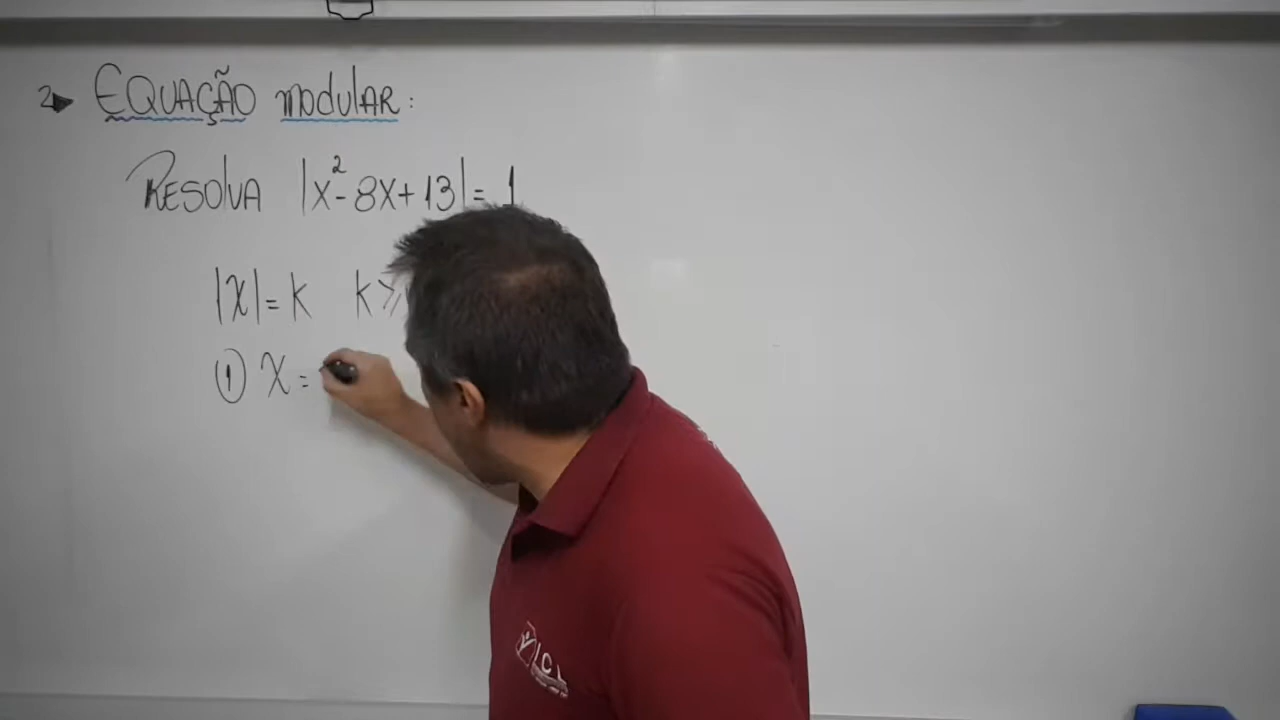 2▸ EQUAÇÃO modulAR:
RESOLVA |x²-8x+13|= 1
|x|= k k ⩾
① x =